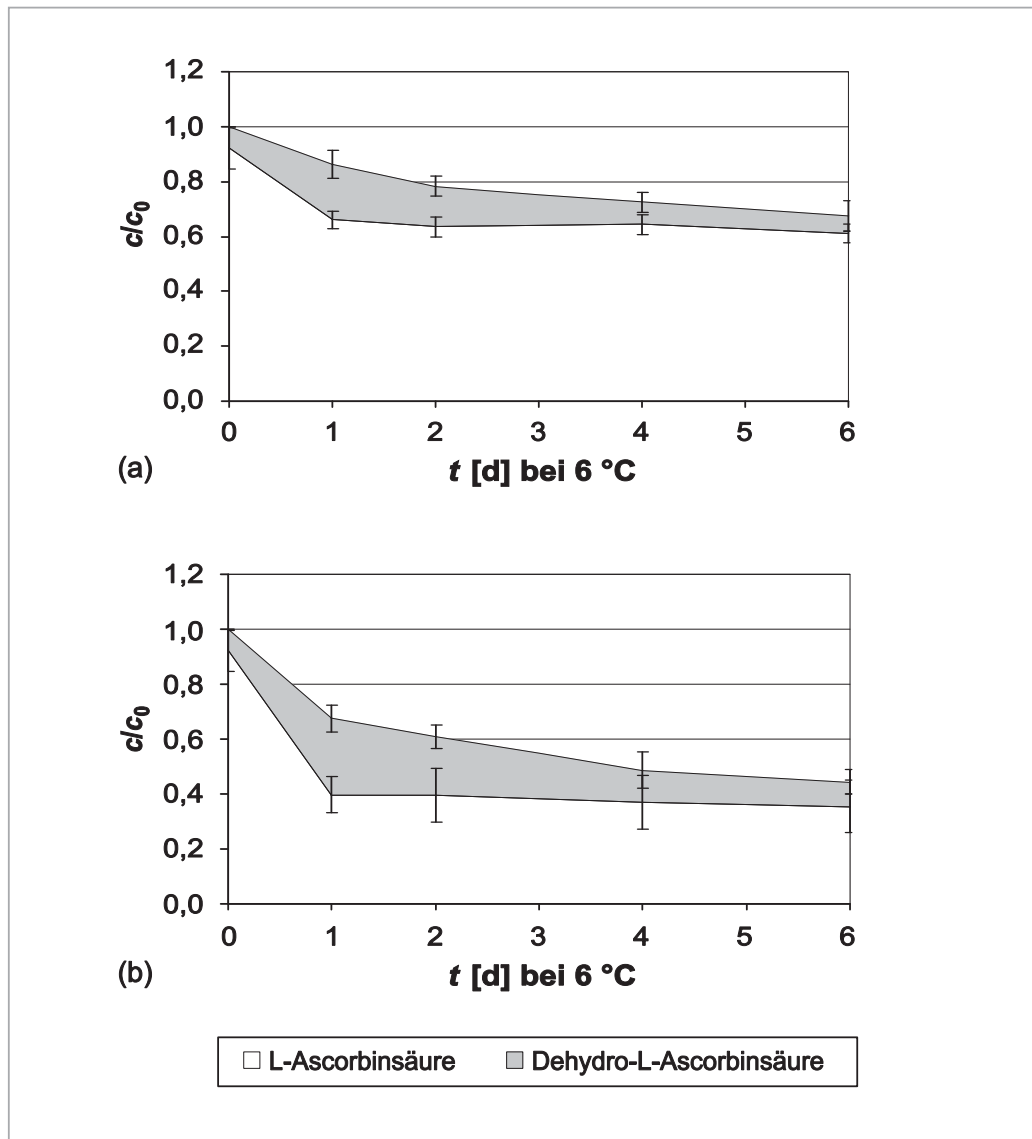 1,2
1,0
0,8
0,6
0,4
0,2
0,0
c/c0
0 1 2 3 4 5 6
t [d] bei 6 °C
(a)
1,2
1,0
0,8
0,6
0,4
0,2
0,0
c/c0
0 1 2 3 4 5 6
t [d] bei 6 °C
(b)
L-Ascorbinsäure Dehydro-L-Ascorbinsäure